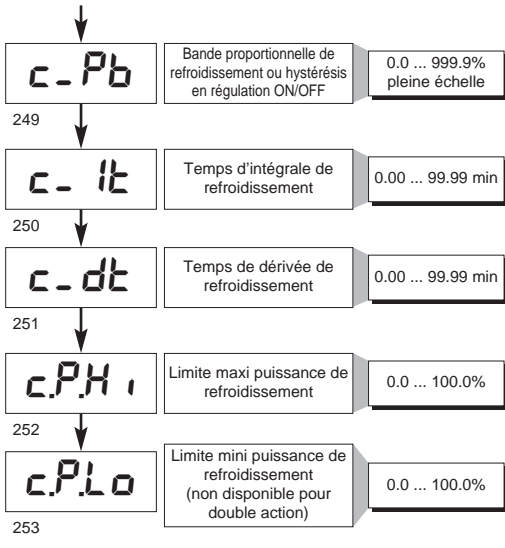 c_Pb
Bande proportionnelle de
refroidissement ou hystérésis
en régulation ON/OFF
0.0 ... 999.9%
pleine échelle
249
c_It
Temps d'intégrale de
refroidissement
0.00 ... 99.99 min
250
c_dt
Temps de dérivée de
refroidissement
0.00 ... 99.99 min
251
c.P.Hi
Limite maxi puissance de
refroidissement
0.0 ... 100.0%
252
c.P.Lo
Limite mini puissance de
refroidissement
(non disponible pour
double action)
0.0 ... 100.0%
253